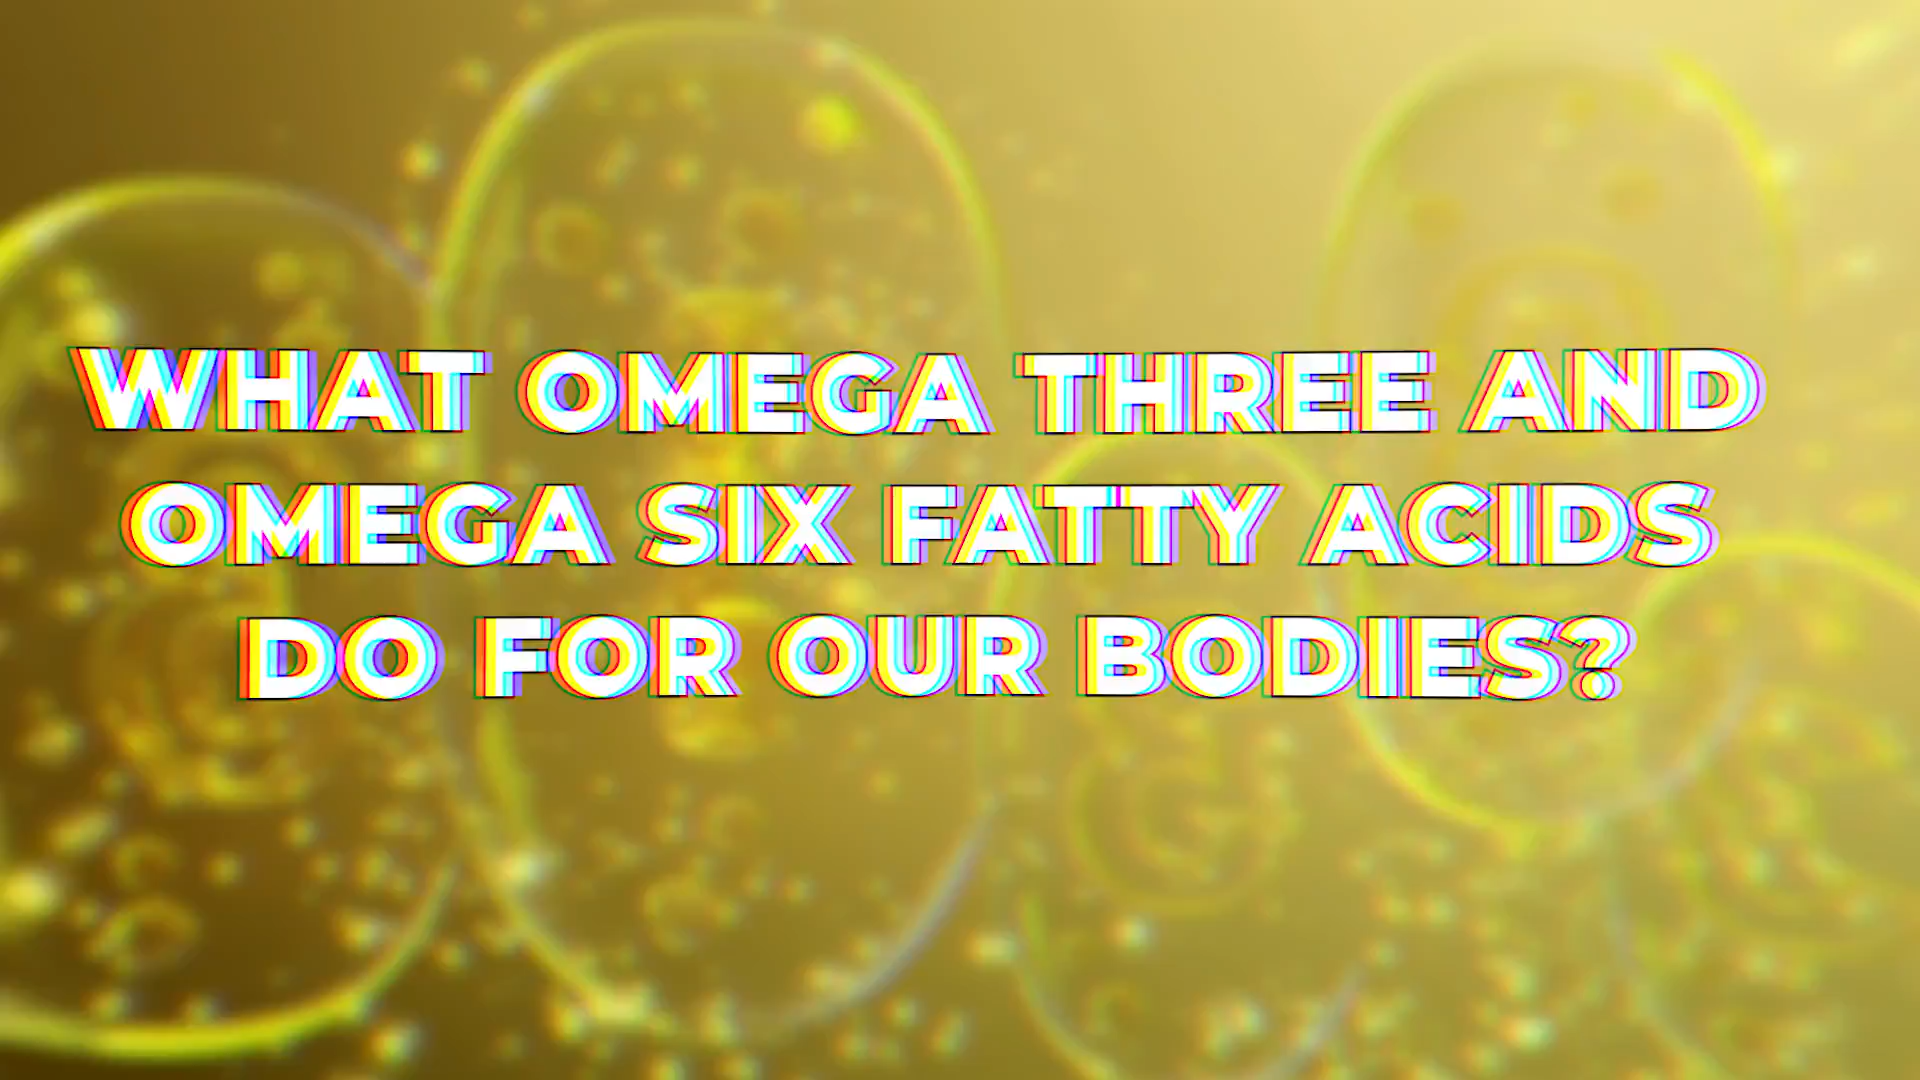 WHAT OMEGA THREE AND
OMEGA SIX FATTY ACIDS
DO FOR OUR BODIES?